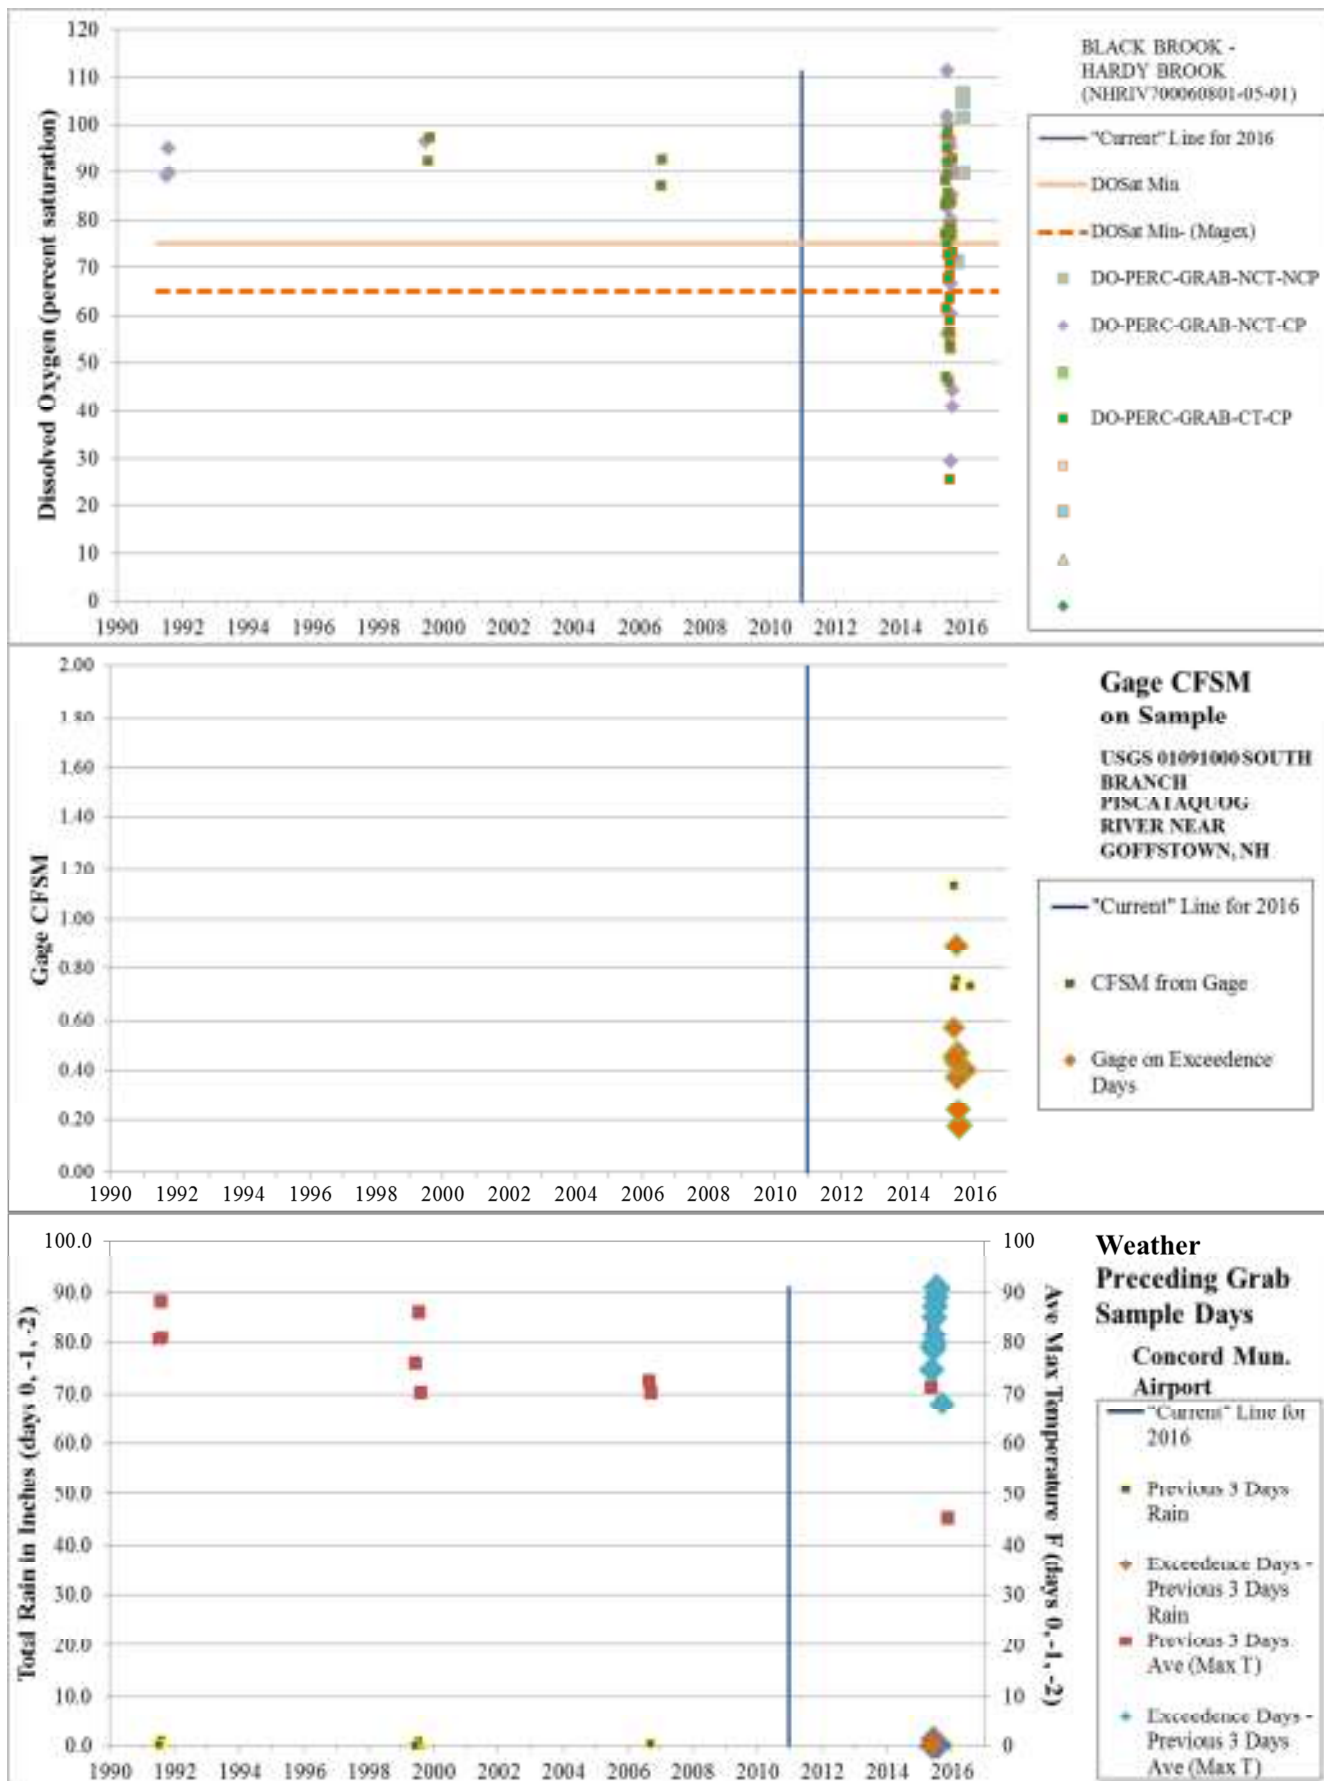 120
110
100
90
80
70
60
50
40
30
20
10
0
Dissolved Oxygen (percent saturation)
1990 1992 1994 1996 1998 2000 2002 2004 2006 2008 2010 2012 2014 2016
BLACK BROOK -
HARDY BROOK
(NHRIV700060801-05-01)
"Current" Line for 2016
DOSat Min
DOSat Min- (Magex)
DO-PERC-GRAB-NCT-NCP
DO-PERC-GRAB-NCT-CP
DO-PERC-GRAB-CT-CP
2.00
1.80
1.60
1.40
1.20
1.00
0.80
0.60
0.40
0.20
0.00
Gage CFSM
1990 1992 1994 1996 1998 2000 2002 2004 2006 2008 2010 2012 2014 2016
Gage CFSM
on Sample
USGS 01091000 SOUTH
BRANCH
PISCATAQUOG
RIVER NEAR
GOFFSTOWN, NH
"Current" Line for 2016
CFSM from Gage
Gage on Exceedence
Days
100.0
90.0
80.0
70.0
60.0
50.0
40.0
30.0
20.0
10.0
0.0
Total Rain in Inches (days 0, -1, -2)
1990 1992 1994 1996 1998 2000 2002 2004 2006 2008 2010 2012 2014 2016
100
90
80
70
60
50
40
30
20
10
0
Ave Max Temperature F (days 0, -1, -2)
Weather
Preceding Grab
Sample Days
Concord Mun.
Airport
"Current" Line for
2016
Previous 3 Days
Rain
Exceedence Days -
Previous 3 Days
Rain
Previous 3 Days
Ave (Max T)
Exceedence Days -
Previous 3 Days
Ave (Max T)